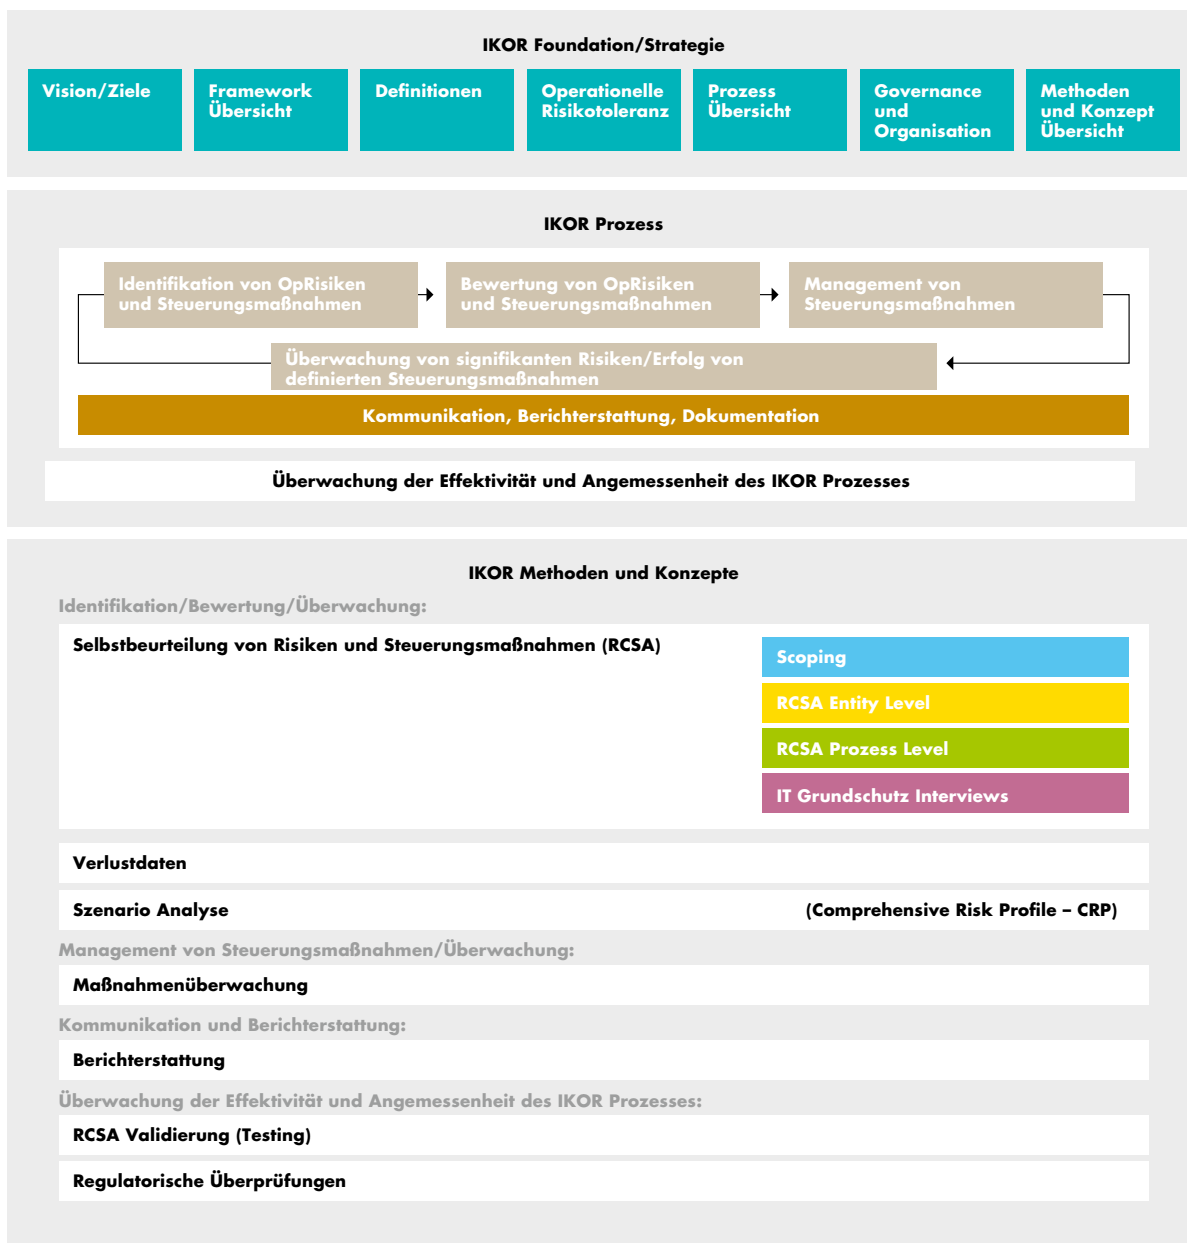 IKOR Foundation/Strategie
Vision/Ziele
Framework
Übersicht
Definitionen
Operationelle
Risikotoleranz
Prozess
Übersicht
Governance
und
Organisation
Methoden
und Konzept
Übersicht
IKOR Prozess
Identifikation von OpRisiken
und Steuerungsmaßnahmen
Bewertung von OpRisiken
und Steuerungsmaßnahmen
Management von
Steuerungsmaßnahmen
Überwachung von signifikanten Risiken/Erfolg von
definierten Steuerungsmaßnahmen
Kommunikation, Berichterstattung, Dokumentation
Überwachung der Effektivität und Angemessenheit des IKOR Prozesses
IKOR Methoden und Konzepte
Identifikation/Bewertung/Überwachung:
Selbstbeurteilung von Risiken und Steuerungsmaßnahmen (RCSA)
Scoping
RCSA Entity Level
RCSA Prozess Level
IT Grundschutz Interviews
Verlustdaten
Szenario Analyse (Comprehensive Risk Profile – CRP)
Management von Steuerungsmaßnahmen/Überwachung:
Maßnahmenüberwachung
Kommunikation und Berichterstattung:
Berichterstattung
Überwachung der Effektivität und Angemessenheit des IKOR Prozesses:
RCSA Validierung (Testing)
Regulatorische Überprüfungen